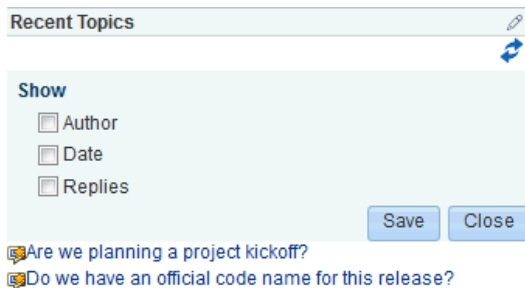 Recent Topics
Show
Author
Date
Replies
Save Close
Are we planning a project kickoff?
Do we have an official code name for this release?